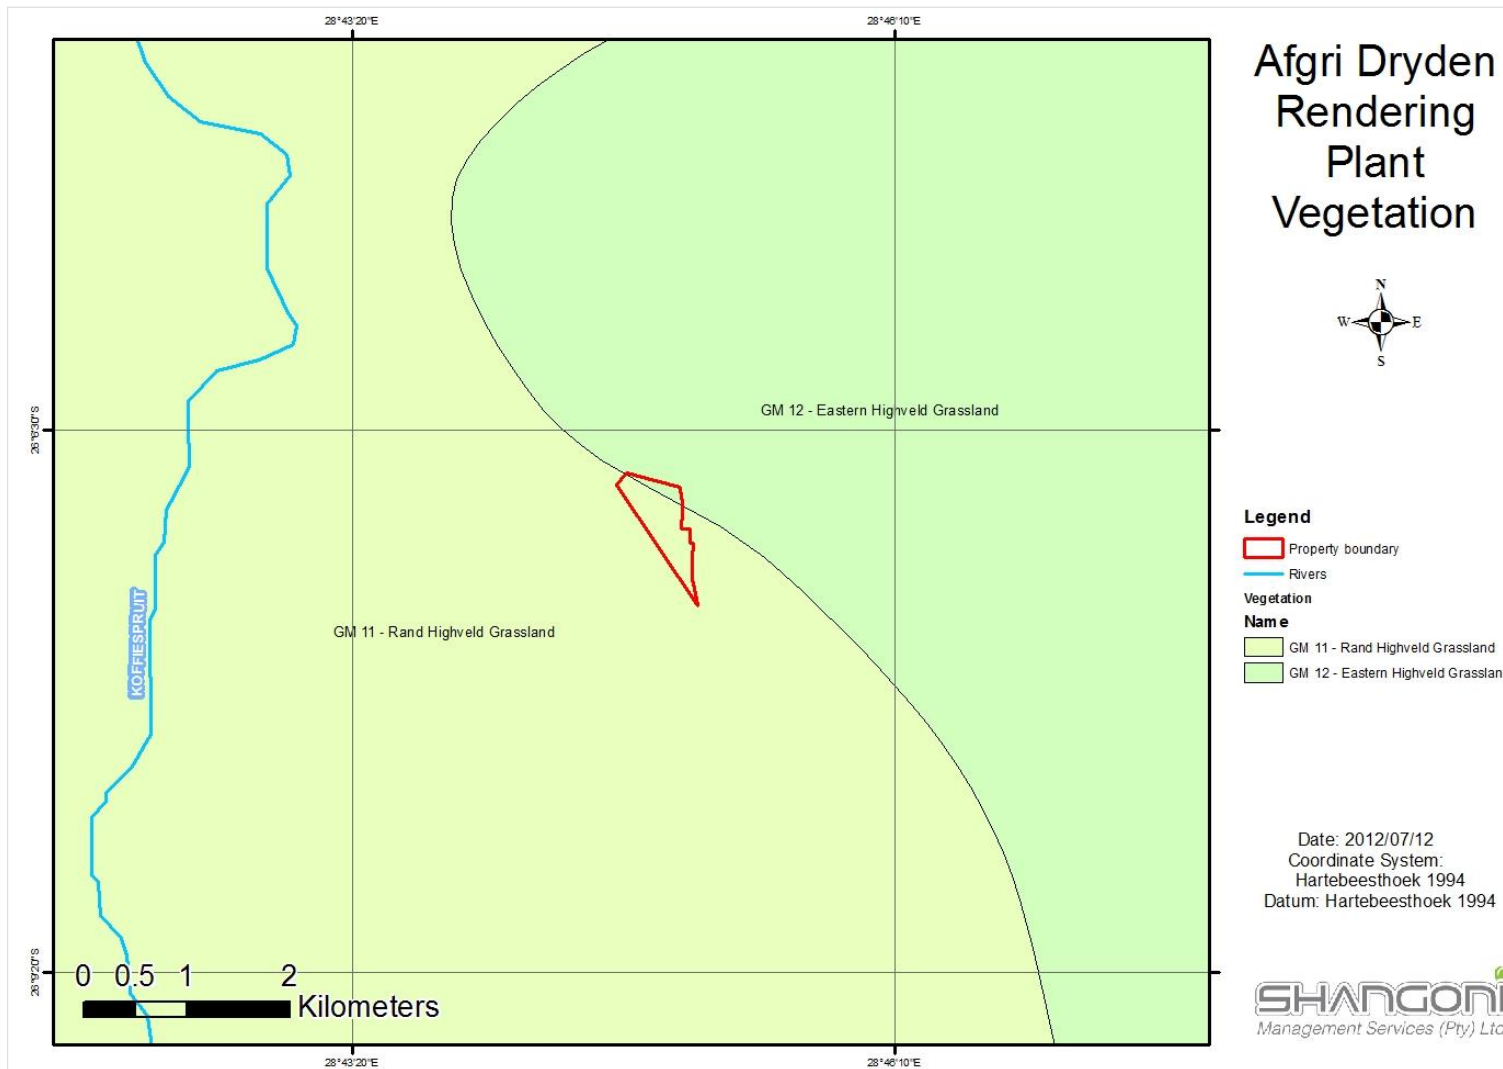 28°43'20"E 28°46'10"E
Afgri Dryden
Rendering
Plant
Vegetation
N
W E
S
GM 12 - Eastern Highveld Grassland
Legend
Property boundary
Rivers
Vegetation
Name
GM 11 - Rand Highveld Grassland
GM 12 - Eastern Highveld Grasslan
KOFFIESPRUIT
GM 11 - Rand Highveld Grassland
Date: 2012/07/12
Coordinate System:
Hartebeesthoek 1994
Datum: Hartebeesthoek 1994
0 0.5 1 2
Kilometers
SHANGONI
Management Services (Pty) Ltd
28°43'20"E 28°46'10"E